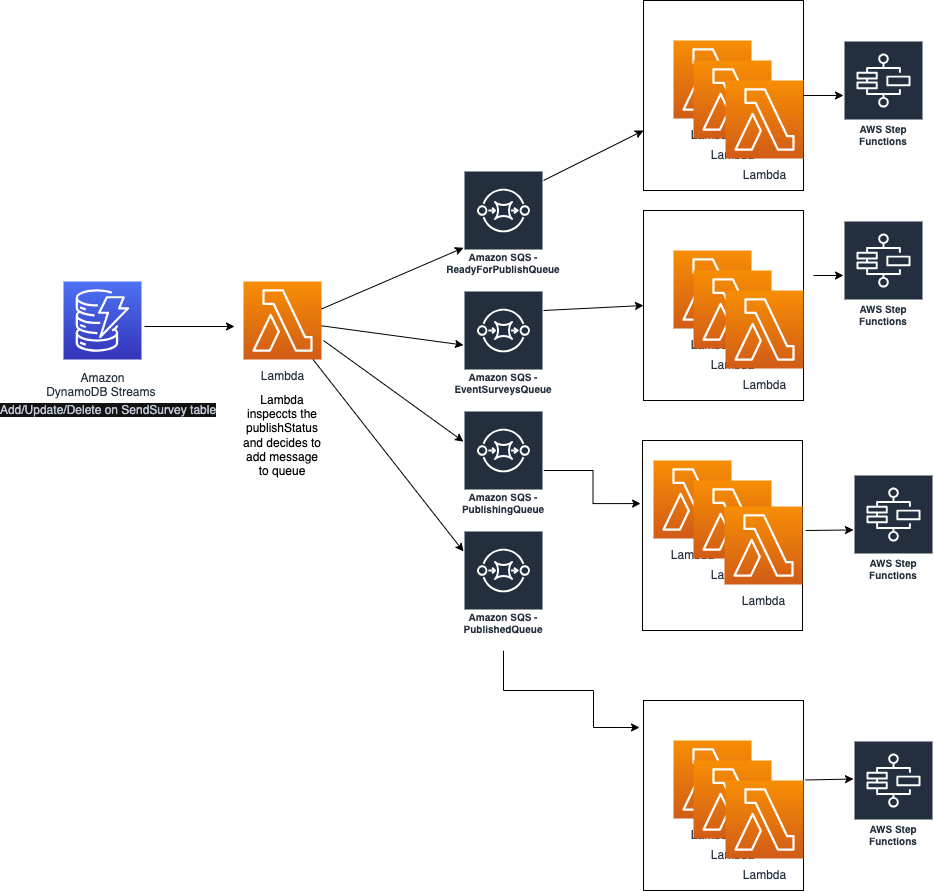 Amazon
DynamoDB Streams
Add/Update/Delete on SendSurvey table
Lambda
Lambda
inspeccts the
publishStatus
and decides to
add message
to queue
Amazon SQS -
ReadyForPublishQueue
Amazon SQS -
EventSurveysQueue
Amazon SQS -
PublishingQueue
Amazon SQS -
PublishedQueue
Lambda
Lambda
Lambda
AWS Step
Functions
Lambda
Lambda
Lambda
AWS Step
Functions
Lam
La
Lambda
AWS Step
Functions
Lambda
Lambda
Lambda
AWS Step
Functions